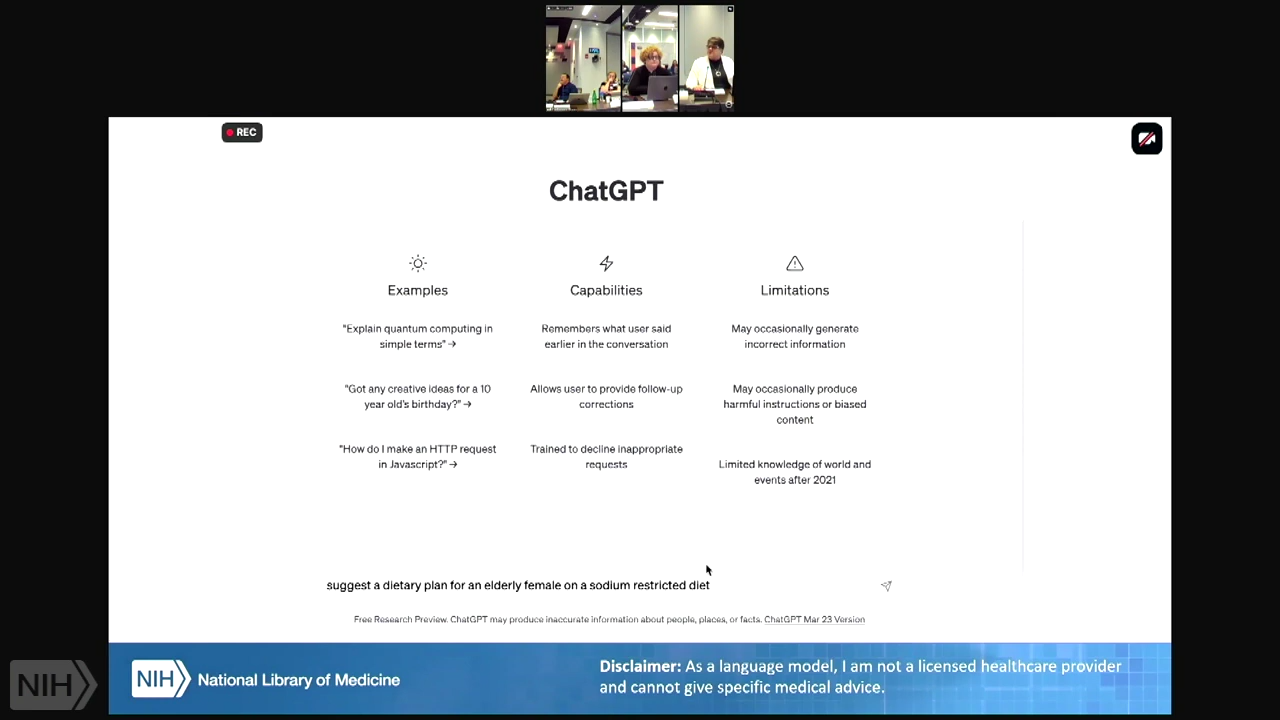 REC
ChatGPT
Examples
Capabilities
Limitations
"Explain quantum computing in
simple terms" →
Remembers what user said
earlier in the conversation
May occasionally generate
incorrect information
"Got any creative ideas for a 10
year old's birthday?" →
Allows user to provide follow-up
corrections
May occasionally produce
harmful instructions or biased
content
"How do I make an HTTP request
in Javascript?" →
Trained to decline inappropriate
requests
Limited knowledge of world and
events after 2021
suggest a dietary plan for an elderly female on a sodium restricted diet
Free Research Preview. ChatGPT may produce inaccurate information about people, places, or facts. ChatGPT Mar 23 Version
NIH
NIH National Library of Medicine
Disclaimer: As a language model, I am not a licensed healthcare provider
and cannot give specific medical advice.